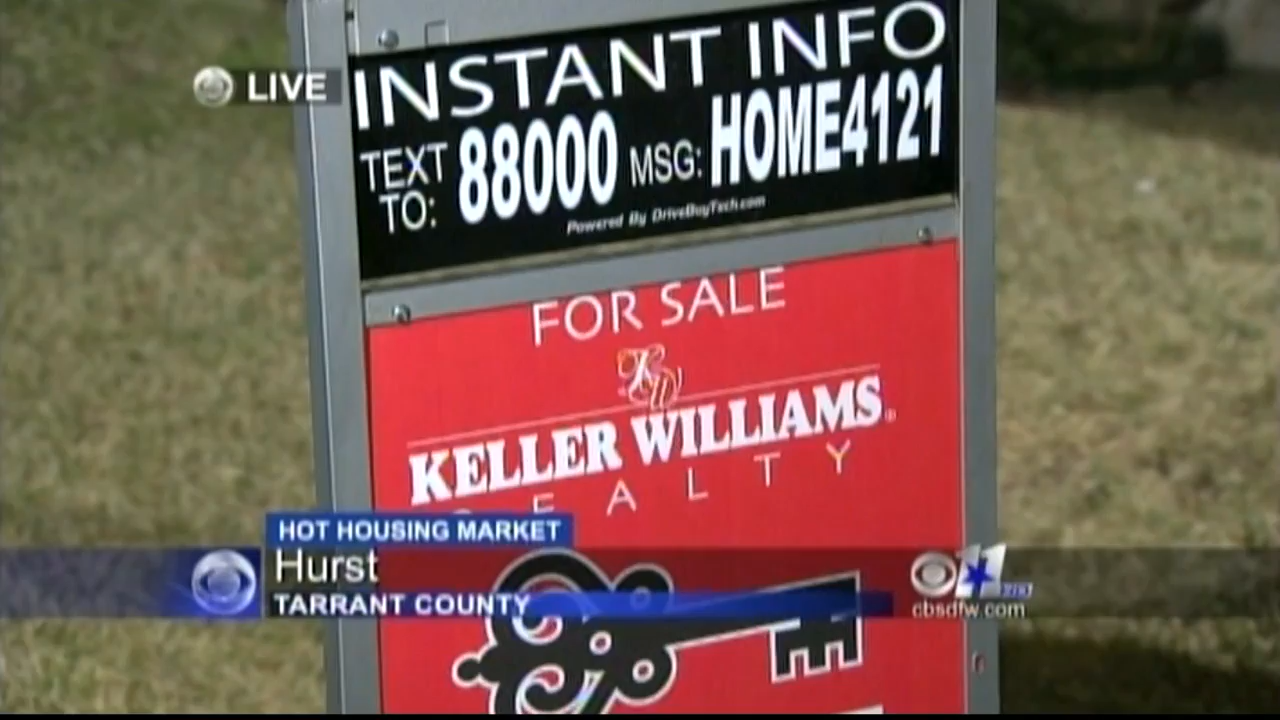 LIVE
INSTANT INFO
TEXT TO: 88000 MSG: HOME4121
Powered By DriveBuyTech.com
FOR SALE
KW
KELLER WILLIAMS
REALTY
HOT HOUSING MARKET
Hurst
TARRANT COUNTY
11
cbsdfw.com